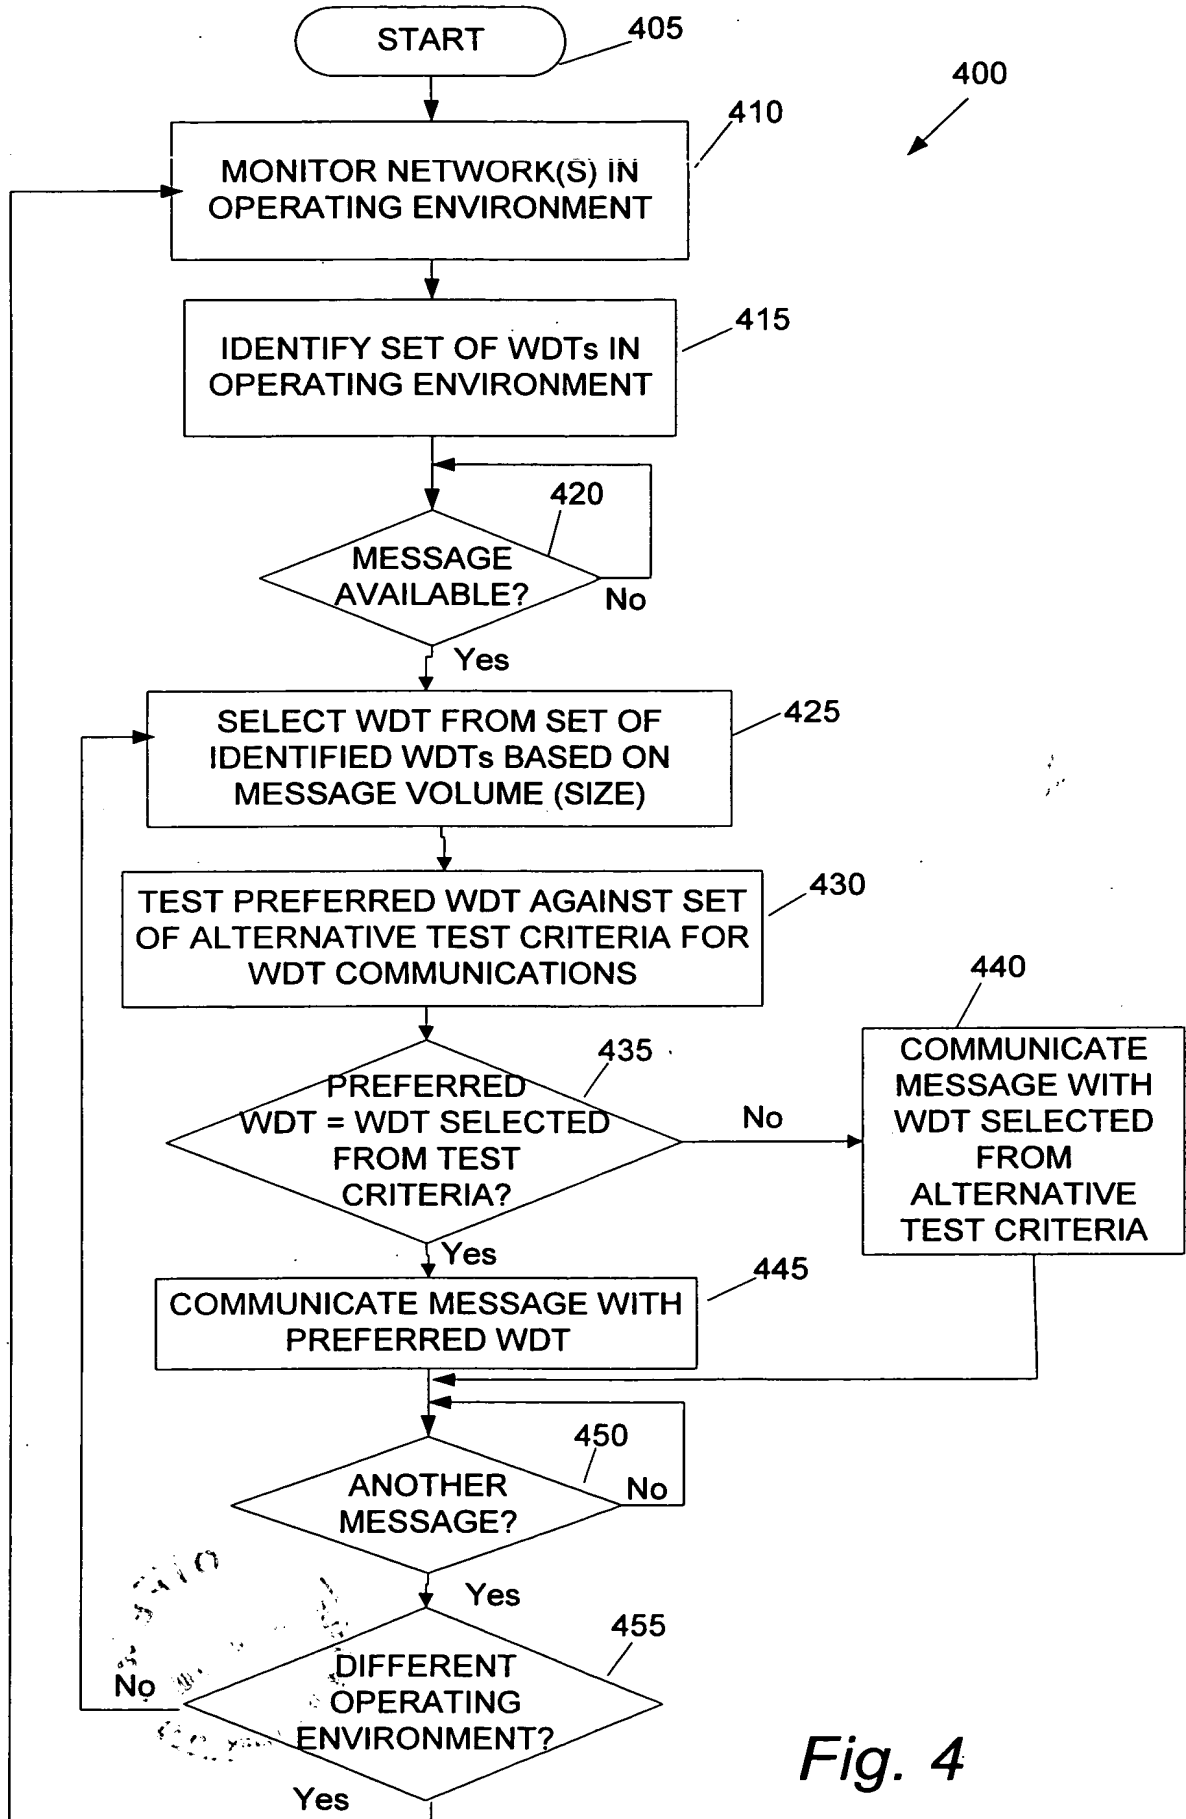 START
405
400
410
MONITOR NETWORK(S) IN
OPERATING ENVIRONMENT
415
IDENTIFY SET OF WDTs IN
OPERATING ENVIRONMENT
420
MESSAGE
AVAILABLE?
No
Yes
425
SELECT WDT FROM SET OF
IDENTIFIED WDTs BASED ON
MESSAGE VOLUME (SIZE)
430
TEST PREFERRED WDT AGAINST SET
OF ALTERNATIVE TEST CRITERIA FOR
WDT COMMUNICATIONS
435
PREFERRED
WDT = WDT SELECTED
FROM TEST
CRITERIA?
No
440
COMMUNICATE
MESSAGE WITH
WDT SELECTED
FROM
ALTERNATIVE
TEST CRITERIA
Yes
445
COMMUNICATE MESSAGE WITH
PREFERRED WDT
450
ANOTHER
MESSAGE?
No
Yes
455
DIFFERENT
OPERATING
ENVIRONMENT?
No
Yes
Fig. 4